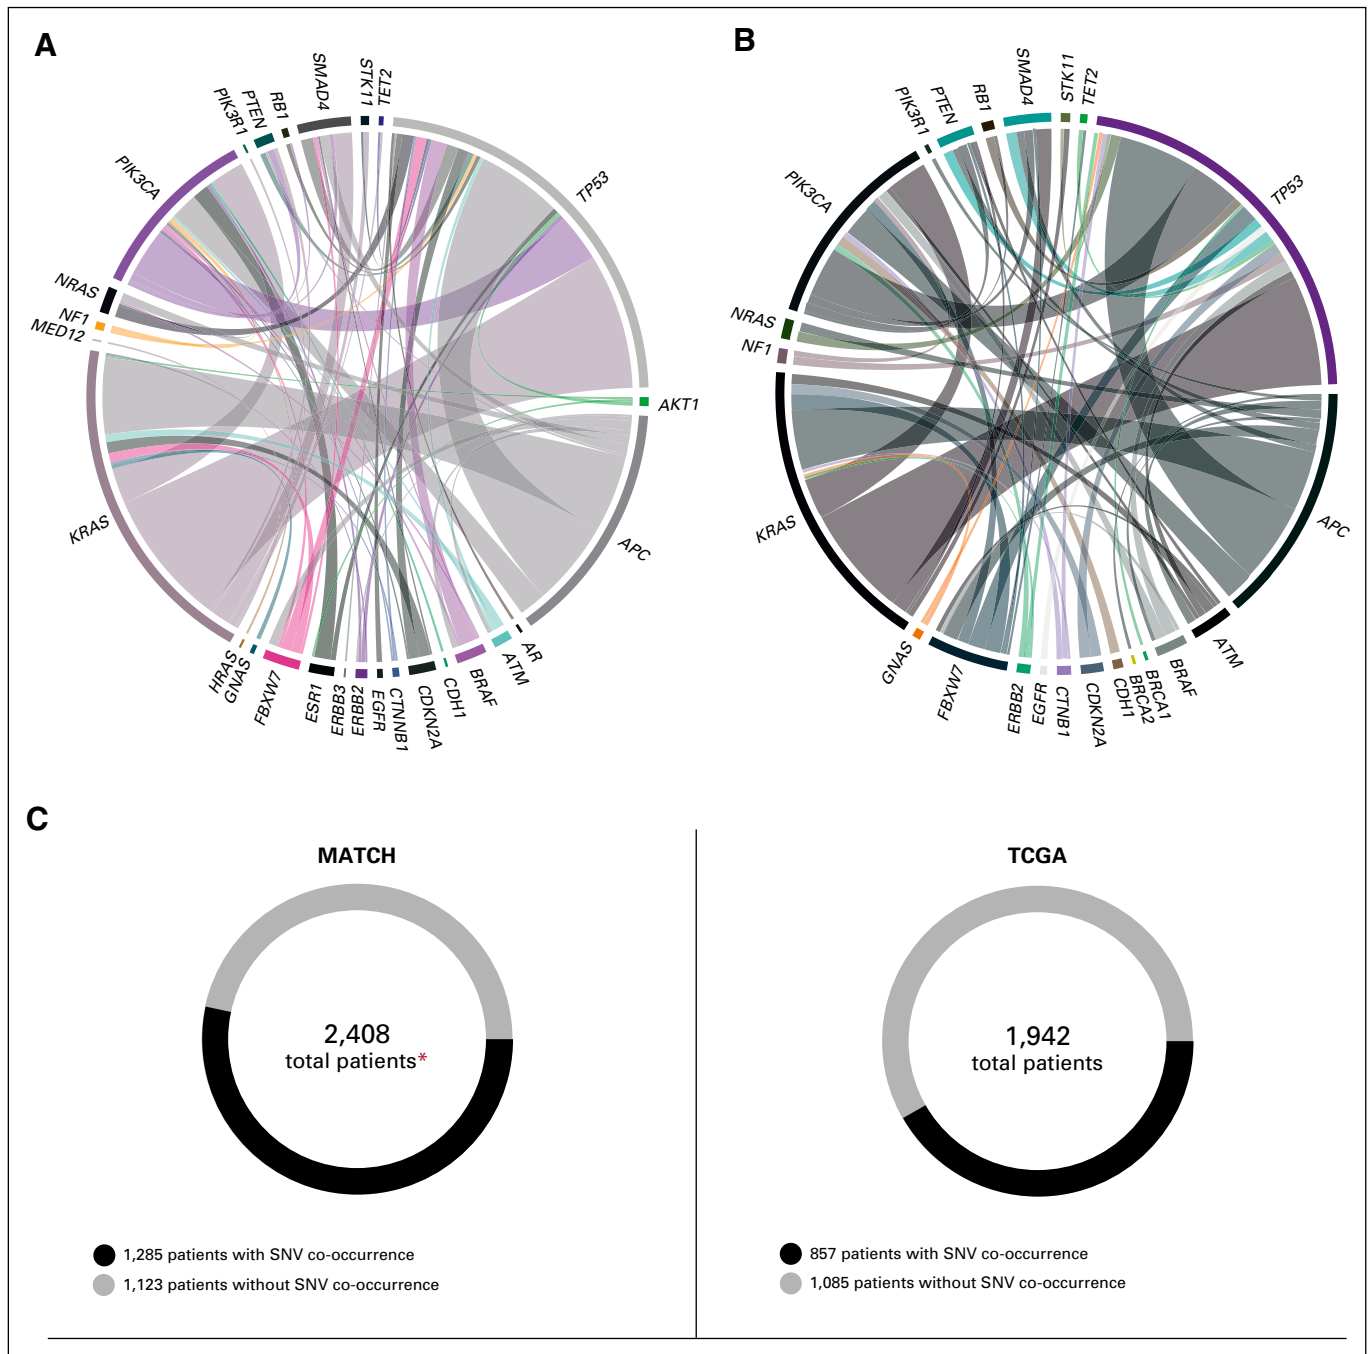 A
SMAD4
STK11
TET2
RB1
PTEN
PIK3R1
PIK3CA
TP53
NRAS
NF1
MED12
AKT1
KRAS
APC
HRAS
GNAS
FBXW7
ESR1
ERBB3
ERBB2
EGFR
CTNNB1
CDKN2A
CDH1
BRAF
ATM
AR
B
SMAD4
STK11
TET2
RB1
PTEN
PIK3R1
PIK3CA
TP53
NRAS
NF1
KRAS
APC
GNAS
FBXW7
ERBB2
EGFR
CTNB1
CDKN2A
CDH1
BRCA2
BRCA1
BRAF
ATM
C
MATCH
2,408
total patients*
1,285 patients with SNV co-occurrence
1,123 patients without SNV co-occurrence
TCGA
1,942
total patients
857 patients with SNV co-occurrence
1,085 patients without SNV co-occurrence